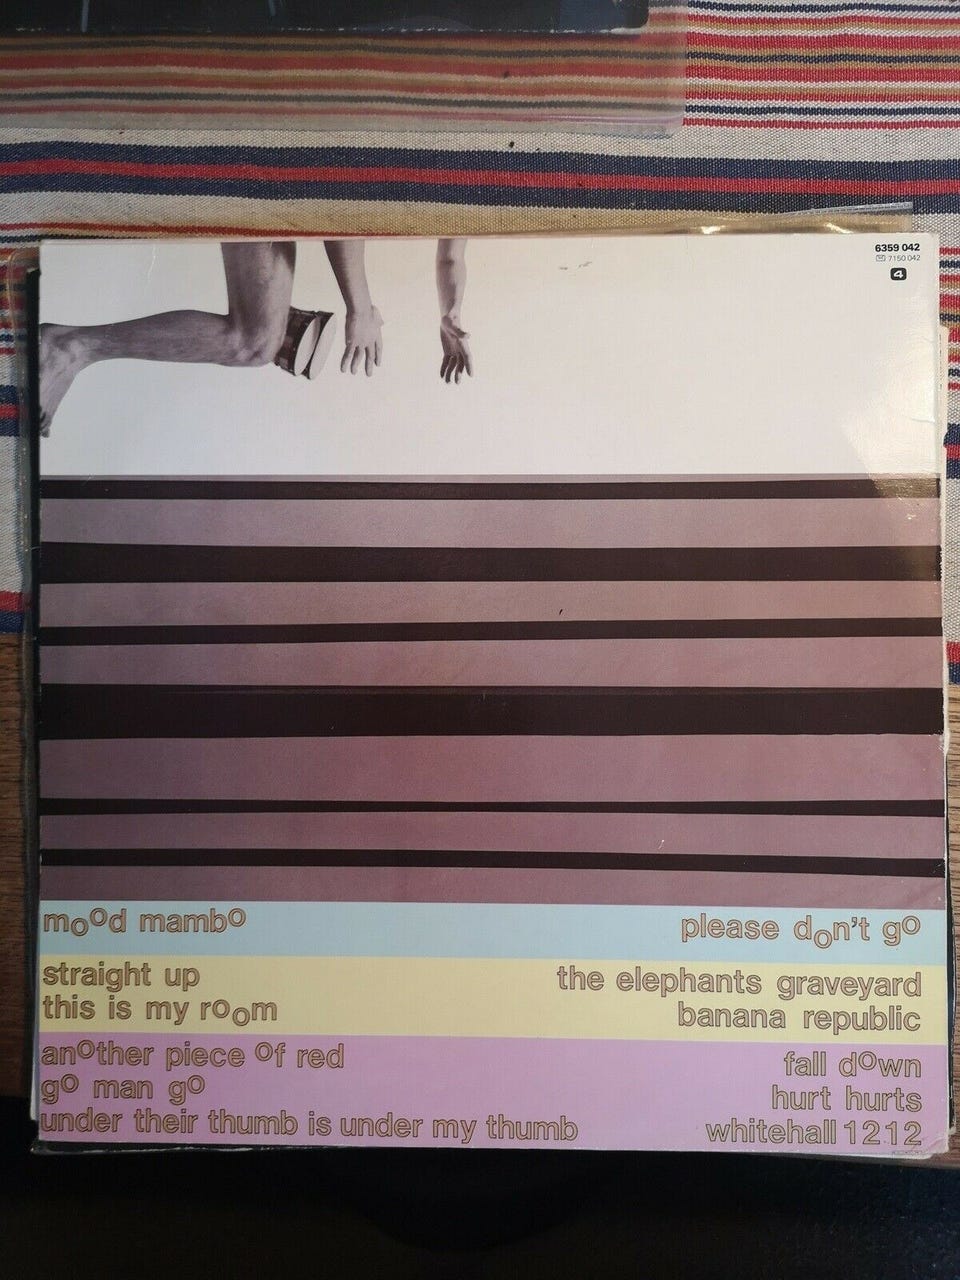 6359 042
7150 042
4
mood mambo
please don't go
straight up
the elephants graveyard
this is my room
banana republic
another piece of red
fall down
go man go
hurt hurts
under their thumb is under my thumb
whitehall 1212